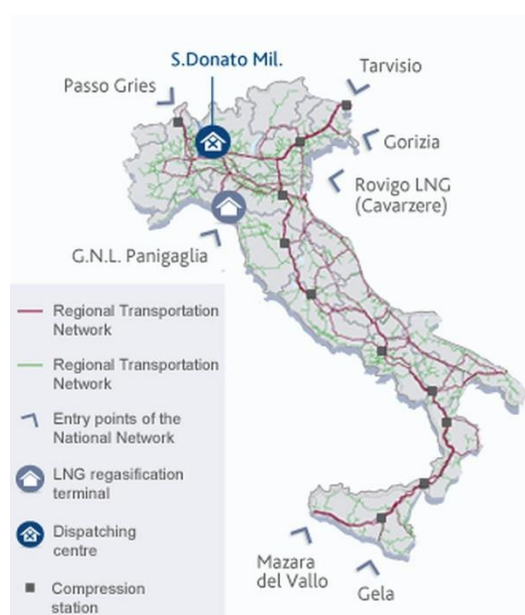 S.Donato Mil.
Passo Gries
Tarvisio
Gorizia
Rovigo LNG
(Cavarzere)
G.N.L. Panigaglia
Regional Transportation
Network
Regional Transportation
Network
Entry points of the
National Network
LNG regasification
terminal
Dispatching
centre
Compression
station
Mazara
del Vallo
Gela